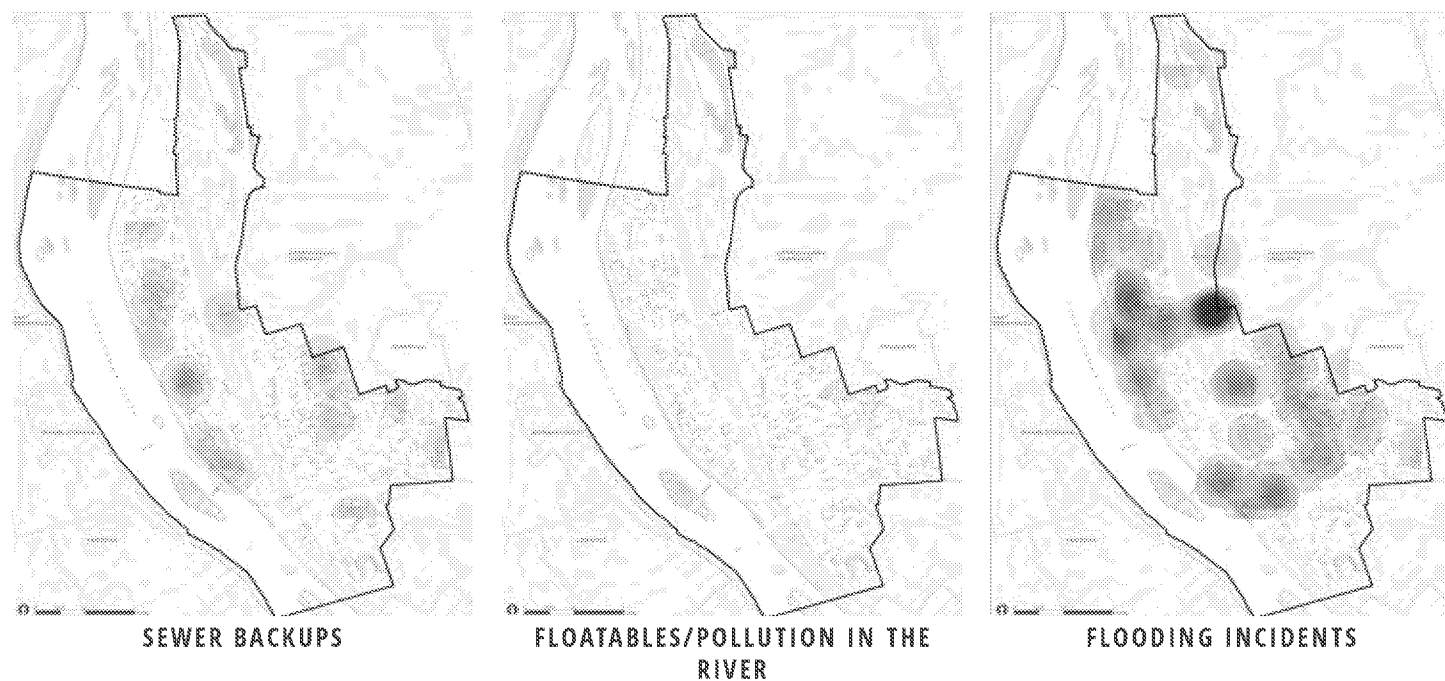 SEWER BACKUPS
FLOATABLES/POLLUTION IN THE
RIVER
FLOODING INCIDENTS